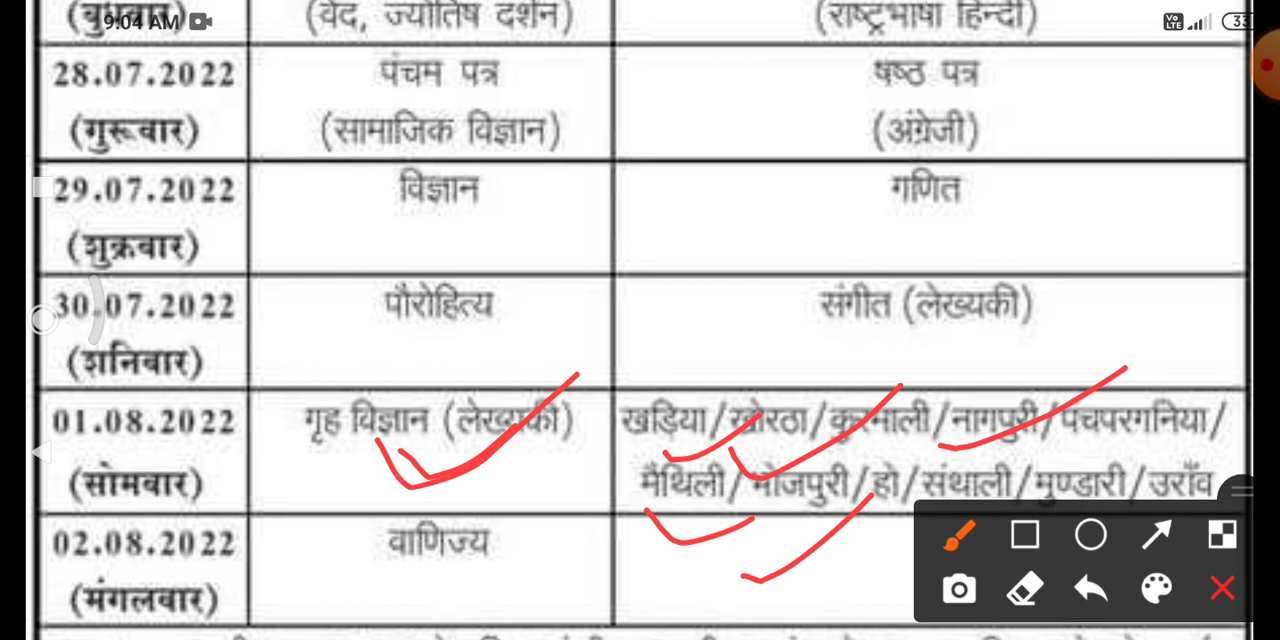 9:04 AM
(बुधवार) (वेद, ज्योतिष दर्शन) (राष्ट्रभाषा हिन्दी)
28.07.2022 पंचम पत्र षष्ठ पत्र
(गुरूवार) (सामाजिक विज्ञान) (अंग्रेजी)
29.07.2022 विज्ञान गणित
(शुक्रवार)
30.07.2022 पौरोहित्य संगीत (लेख्यकी)
(शनिवार)
01.08.2022 गृह विज्ञान (लेख्यकी) खड़िया/खोरठा/कुरमाली/नागपुरी/पंचपरगनिया/
(सोमवार) मैथिली/भोजपुरी/हो/संथाली/मुण्डारी/उराँव
02.08.2022 वाणिज्य
(मंगलवार)